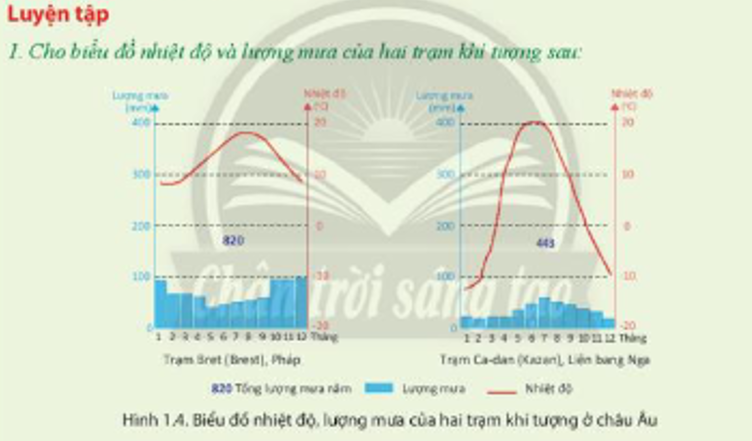 Luyện tập
1. Cho biểu đồ nhiệt độ và lượng mưa của hai trạm khí tượng sau:
Lượng mưa (mm) Nhiệt độ (°C) Lượng mưa (mm) Nhiệt độ (°C)
400 20 400 20
300 10 300 10
200 0 200 0
820 443
100 -10 100 -10
Chân trời sáng tạo
0 -20 0 -20
1 2 3 4 5 6 7 8 9 10 11 12 Tháng 1 2 3 4 5 6 7 8 9 10 11 12 Tháng
Trạm Bret (Brest), Pháp Trạm Ca-dan (Kazan), Liên bang Nga
820 Tổng lượng mưa năm Lượng mưa Nhiệt độ
Hình 1.4. Biểu đồ nhiệt độ, lượng mưa của hai trạm khí tượng ở châu Âu